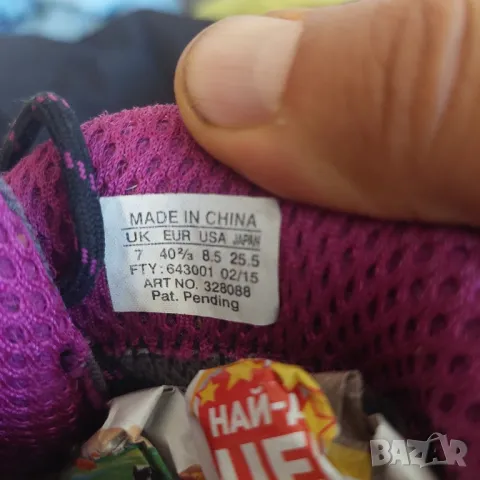 MADE IN CHINA
UK EUR USA JAPAN
7 40⅔ 8.5 25.5
FTY: 643001 02/15
ART NO. 328088
Pat. Pending
НАЙ-
ЦЕ
BAZAR